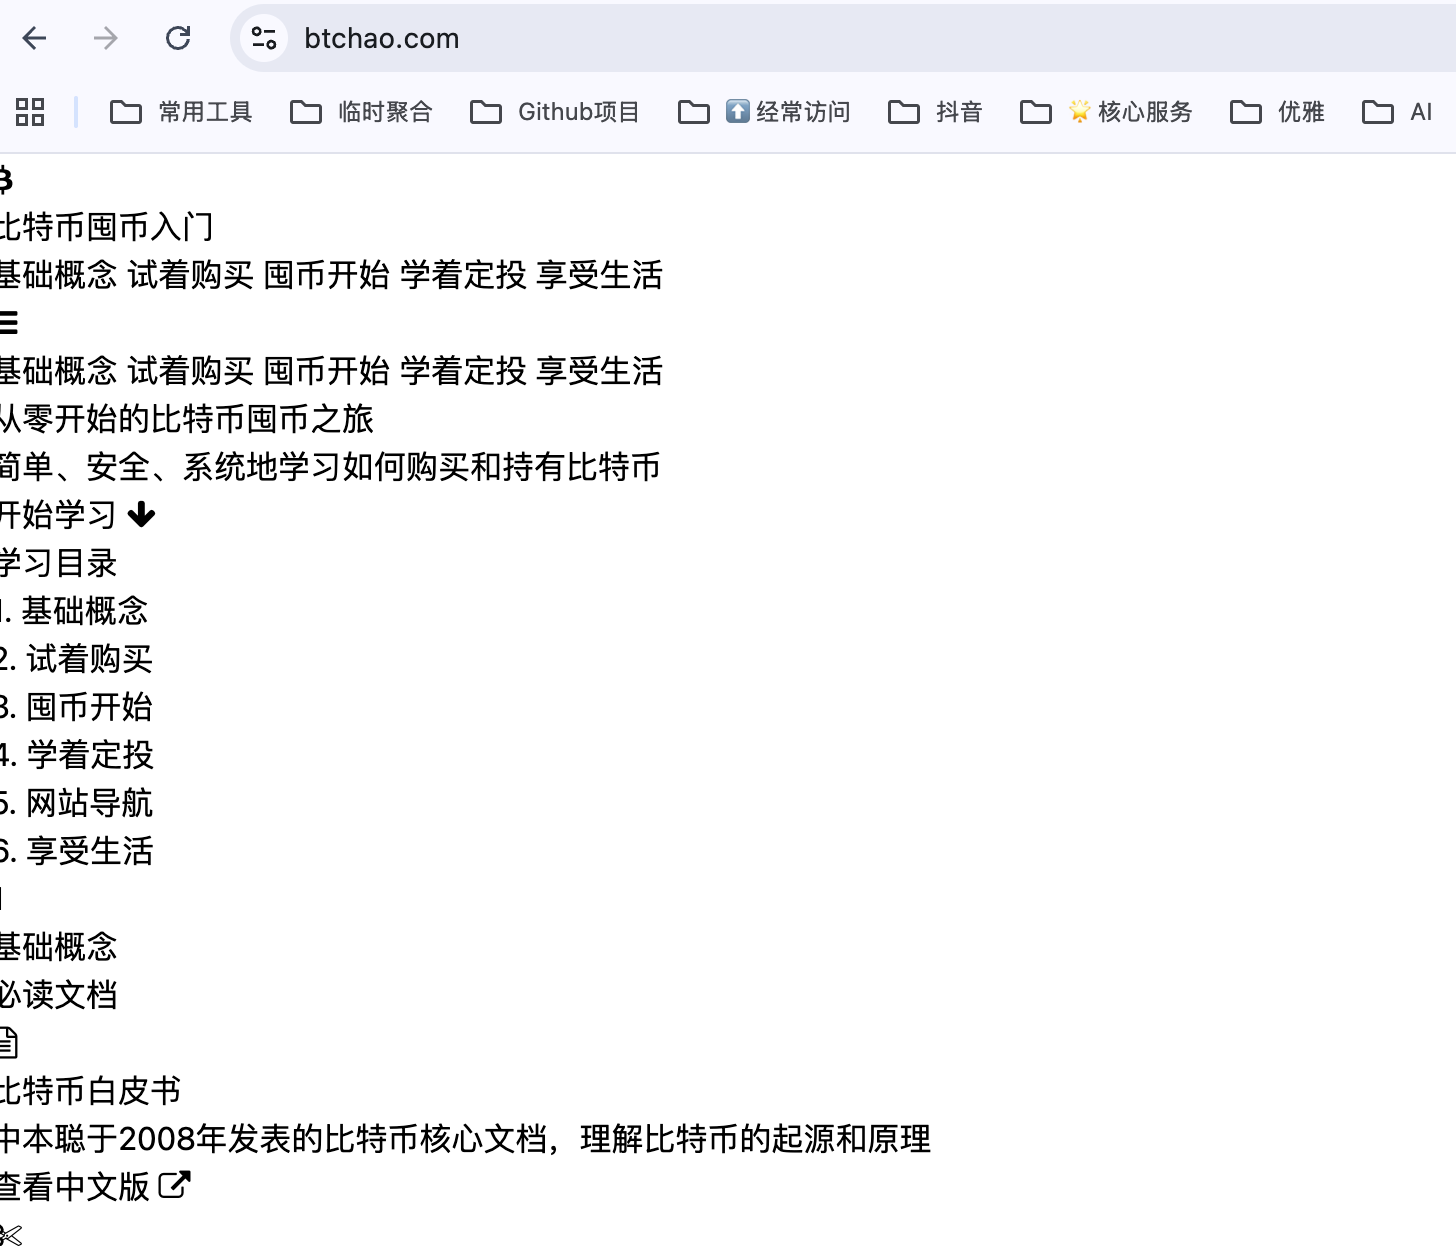 btchao.com
常用工具 临时聚合 Github项目 ⬆️经常访问 抖音 🌟核心服务 优雅 AI
比特币囤币入门
基础概念 试着购买 囤币开始 学着定投 享受生活
基础概念 试着购买 囤币开始 学着定投 享受生活
从零开始的比特币囤币之旅
简单、安全、系统地学习如何购买和持有比特币
开始学习
学习目录
1. 基础概念
2. 试着购买
3. 囤币开始
4. 学着定投
5. 网站导航
6. 享受生活
基础概念
必读文档
比特币白皮书
中本聪于2008年发表的比特币核心文档，理解比特币的起源和原理
查看中文版